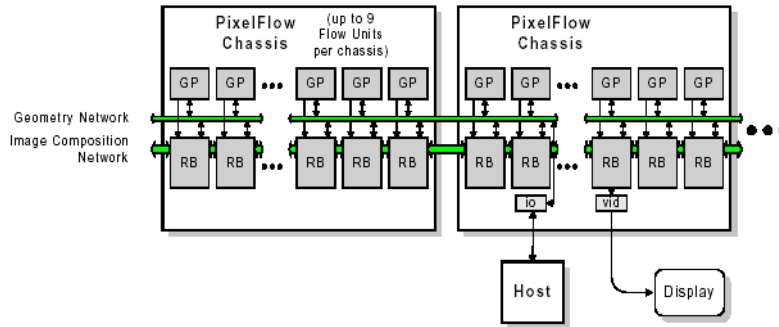 PixelFlow
Chassis
(up to 9
Flow Units
per chassis)
PixelFlow
Chassis
GP
GP
GP
GP
GP
GP
GP
GP
GP
GP
Geometry Network
Image Composition
Network
RB
RB
RB
RB
RB
RB
RB
RB
RB
RB
io
vid
Host
Display